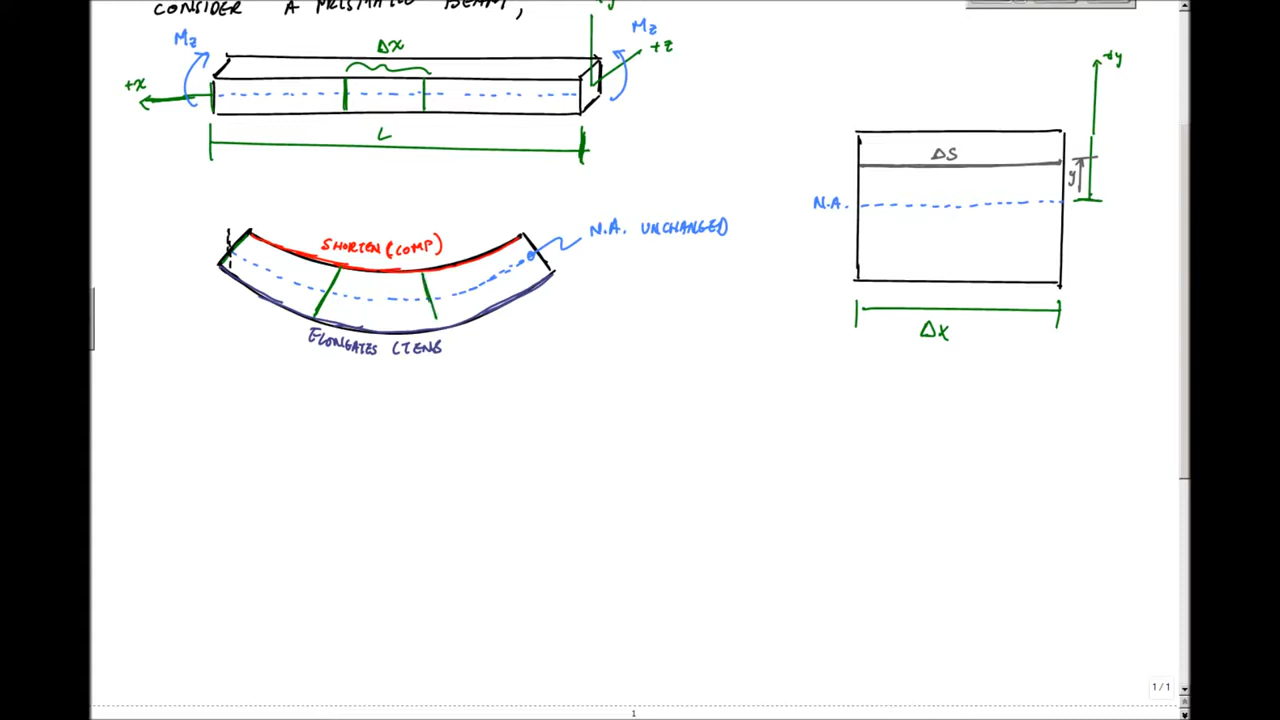 CONSIDER A PRISMATIC BEAM,
Mz
Δx
Mz
+z
+x
L
+y
ΔS
y
N.A.
Δx
N.A. UNCHANGED
SHORTEN (COMP)
ELONGATES (TENS
1/1
1